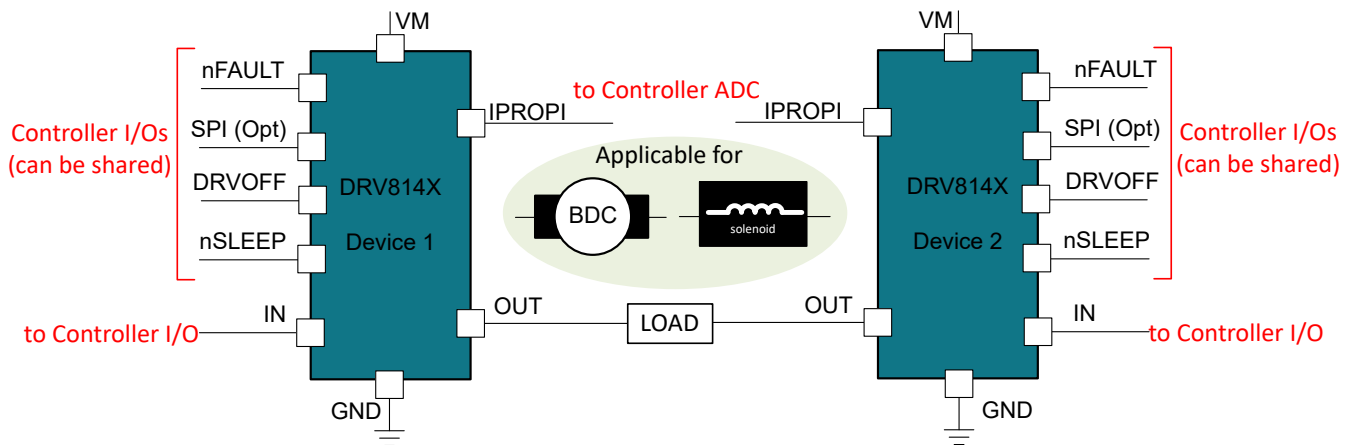 VM
nFAULT
SPI (Opt)
DRVOFF
nSLEEP
IN
Controller I/Os
(can be shared)
to Controller I/O
DRV814X
Device 1
IPROPI
OUT
GND
to Controller ADC
Applicable for
BDC
solenoid
LOAD
VM
IPROPI
OUT
DRV814X
Device 2
nFAULT
SPI (Opt)
DRVOFF
nSLEEP
IN
Controller I/Os
(can be shared)
to Controller I/O
GND